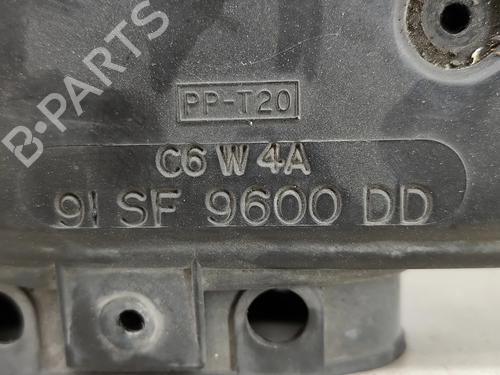 PP-T20
C6 W 4A
91 SF 9600 DD
B-PARTS